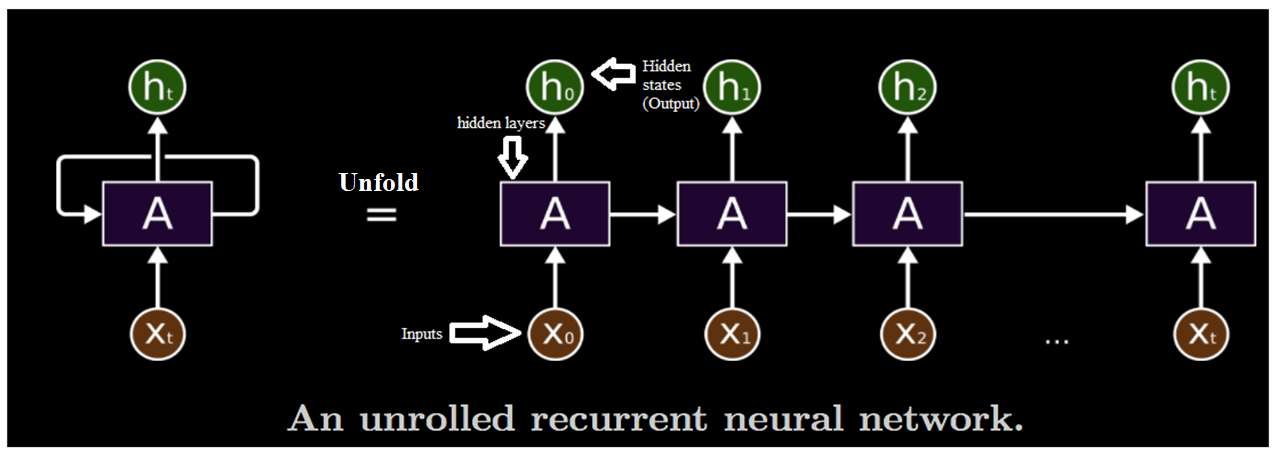 hₜ
h₀
Hidden
states
(Output)
h₁
h₂
hₜ
hidden layers
Unfold
=
A
A
A
A
A
Inputs
xₜ
x₀
x₁
x₂
...
xₜ
An unrolled recurrent neural network.